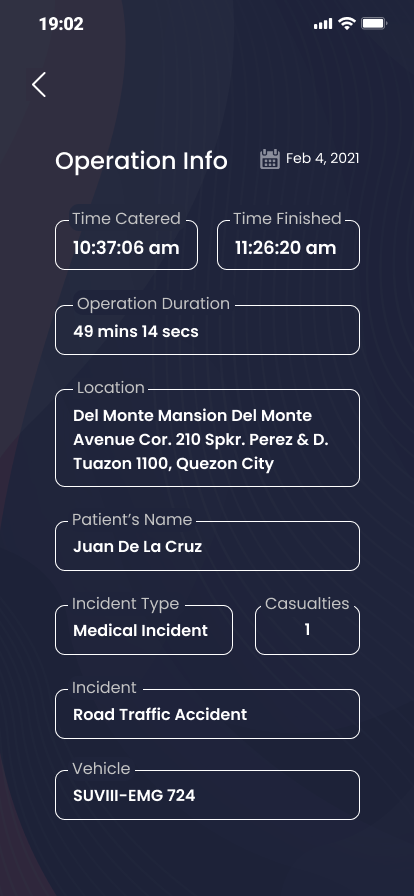 19:02
Operation Info
Feb 4, 2021
Time Catered
Time Finished
10:37:06 am
11:26:20 am
Operation Duration
49 mins 14 secs
Location
Del Monte Mansion Del Monte
Avenue Cor. 210 Spkr. Perez & D.
Tuazon 1100, Quezon City
Patient’s Name
Juan De La Cruz
Incident Type
Casualties
Medical Incident
1
Incident
Road Traffic Accident
Vehicle
SUVIII-EMG 724